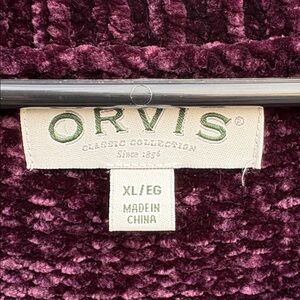 ORVIS®
CLASSIC COLLECTION
Since 1856
XL/EG
MADE IN
CHINA